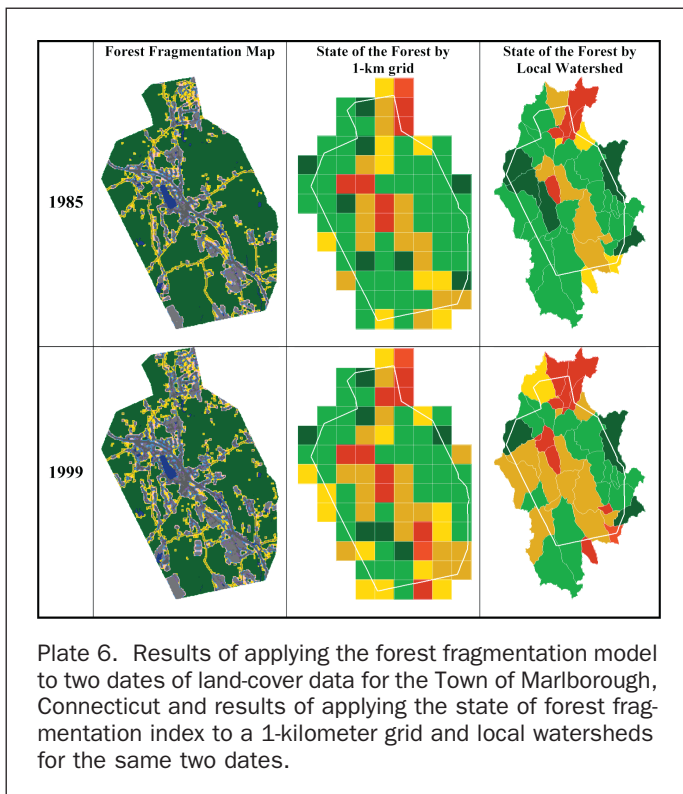 Forest Fragmentation Map
State of the Forest by
1-km grid
State of the Forest by
Local Watershed
1985
1999
Plate 6. Results of applying the forest fragmentation model
to two dates of land-cover data for the Town of Marlborough,
Connecticut and results of applying the state of forest frag-
mentation index to a 1-kilometer grid and local watersheds
for the same two dates.